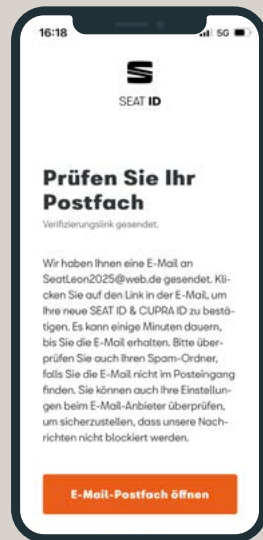 16:18
5G
SEAT ID
Prüfen Sie Ihr
Postfach
Verifizierungslink gesendet.
Wir haben Ihnen eine E-Mail an
SeatLeon2025@web.de gesendet. Kli-
cken Sie auf den Link in der E-Mail, um
Ihre neue SEAT ID & CUPRA ID zu bestä-
tigen. Es kann einige Minuten dauern,
bis Sie die E-Mail erhalten. Bitte über-
prüfen Sie auch Ihren Spam-Ordner,
falls Sie die E-Mail nicht im Posteingang
finden. Sie können auch Ihre Einstellun-
gen beim E-Mail-Anbieter überprüfen,
um sicherzustellen, dass unsere Nach-
richten nicht blockiert werden.
E-Mail-Postfach öffnen